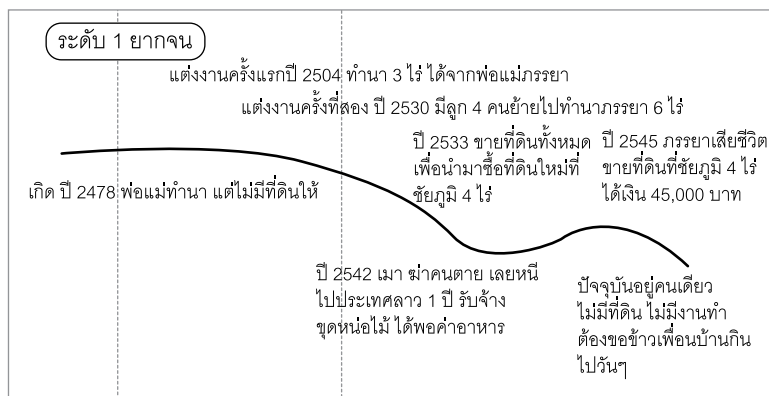 ระดับ 1 ยากจน
แต่งงานครั้งแรกปี 2504 ทำนา 3 ไร่ ได้จากพ่อแม่ภรรยา
แต่งงานครั้งที่สอง ปี 2530 มีลูก 4 คนย้ายไปทำนาภรรยา 6 ไร่
ปี 2533 ขายที่ดินทั้งหมด
เพื่อนำมาซื้อที่ดินใหม่ที่
ชัยภูมิ 4 ไร่
ปี 2545 ภรรยาเสียชีวิต
ขายที่ดินที่ชัยภูมิ 4 ไร่
ได้เงิน 45,000 บาท
เกิด ปี 2478 พ่อแม่ทำนา แต่ไม่มีที่ดินให้
ปี 2542 เมา ฆ่าคนตาย เลยหนี
ไปประเทศลาว 1 ปี รับจ้าง
ขุดหน่อไม้ ได้พอค่าอาหาร
ปัจจุบันอยู่คนเดียว
ไม่มีที่ดิน ไม่มีงานทำ
ต้องขอข้าวเพื่อนบ้านกิน
ไปวันๆ